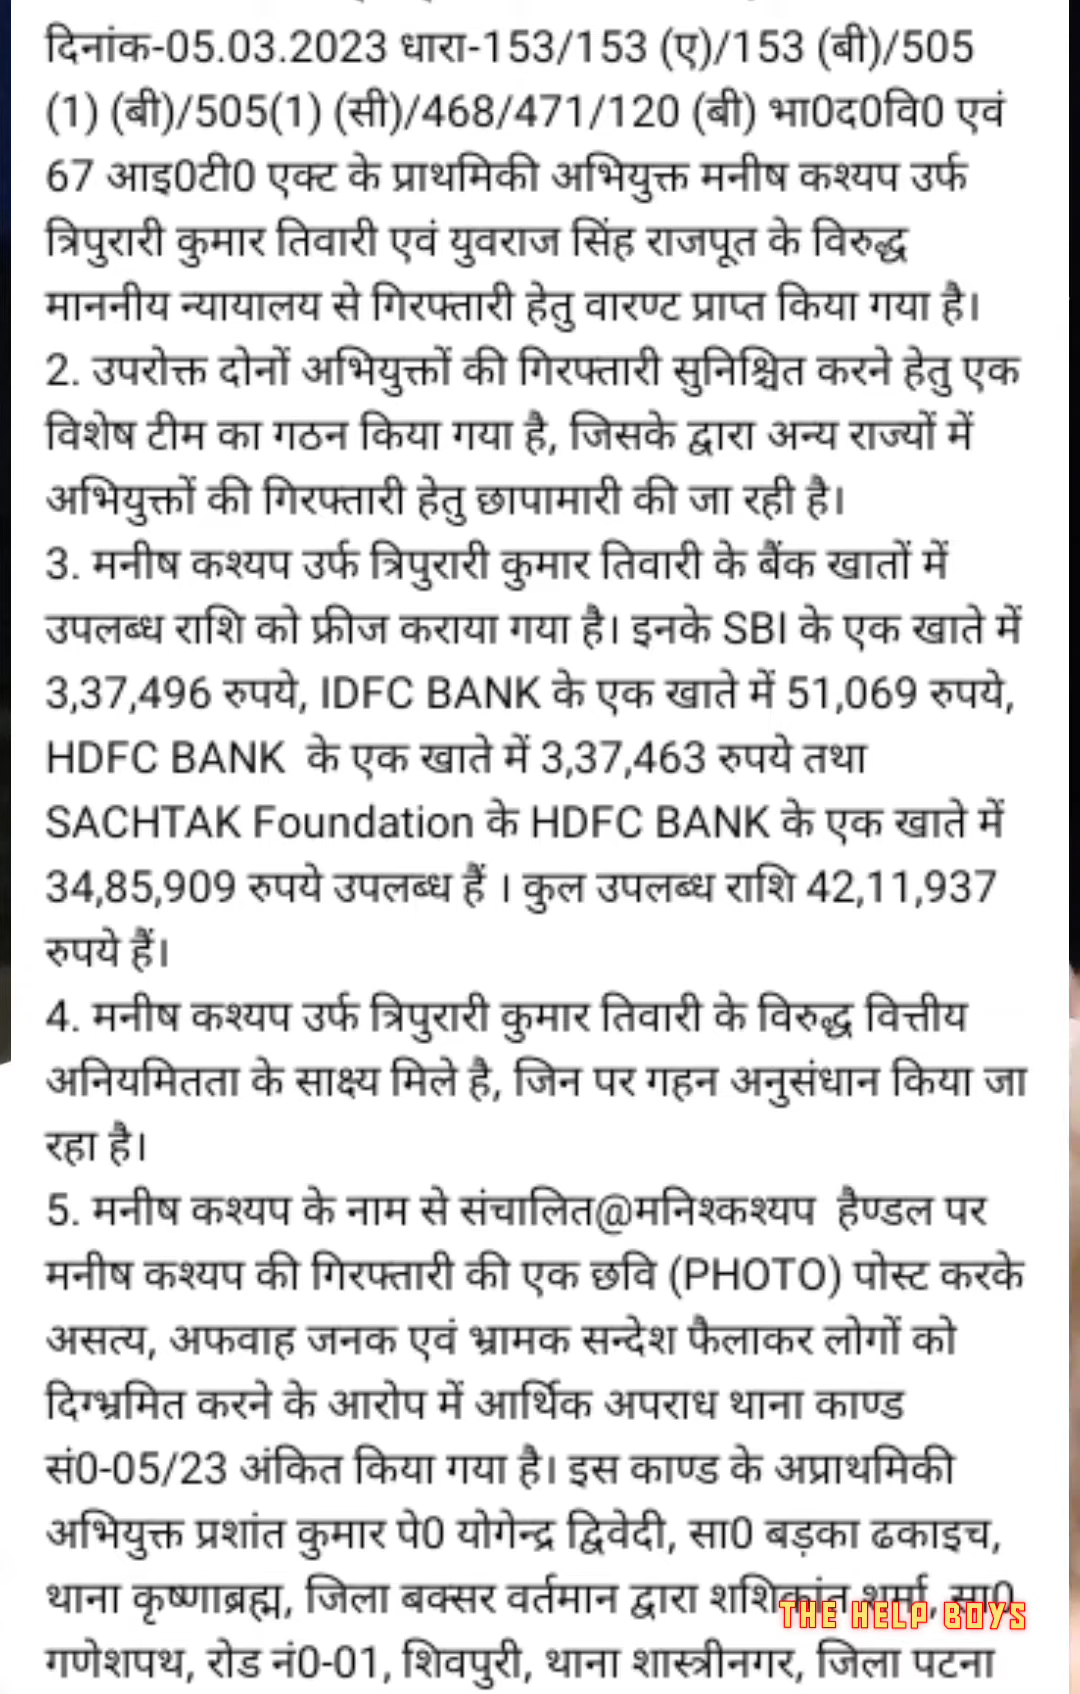 दिनांक-05.03.2023 धारा-153/153 (ए)/153 (बी)/505
(1) (बी)/505(1) (सी)/468/471/120 (बी) भा0द0वि0 एवं
67 आइ0टी0 एक्ट के प्राथमिकी अभियुक्त मनीष कश्यप उर्फ
त्रिपुरारी कुमार तिवारी एवं युवराज सिंह राजपूत के विरुद्ध
माननीय न्यायालय से गिरफ्तारी हेतु वारण्ट प्राप्त किया गया है।
2. उपरोक्त दोनों अभियुक्तों की गिरफ्तारी सुनिश्चित करने हेतु एक
विशेष टीम का गठन किया गया है, जिसके द्वारा अन्य राज्यों में
अभियुक्तों की गिरफ्तारी हेतु छापामारी की जा रही है।
3. मनीष कश्यप उर्फ त्रिपुरारी कुमार तिवारी के बैंक खातों में
उपलब्ध राशि को फ्रीज कराया गया है। इनके SBI के एक खाते में
3,37,496 रुपये, IDFC BANK के एक खाते में 51,069 रुपये,
HDFC BANK के एक खाते में 3,37,463 रुपये तथा
SACHTAK Foundation के HDFC BANK के एक खाते में
34,85,909 रुपये उपलब्ध हैं । कुल उपलब्ध राशि 42,11,937
रुपये हैं।
4. मनीष कश्यप उर्फ त्रिपुरारी कुमार तिवारी के विरुद्ध वित्तीय
अनियमितता के साक्ष्य मिले है, जिन पर गहन अनुसंधान किया जा
रहा है।
5. मनीष कश्यप के नाम से संचालित@मनिश्कश्यप हैण्डल पर
मनीष कश्यप की गिरफ्तारी की एक छवि (PHOTO) पोस्ट करके
असत्य, अफवाह जनक एवं भ्रामक सन्देश फैलाकर लोगों को
दिग्भ्रमित करने के आरोप में आर्थिक अपराध थाना काण्ड
सं0-05/23 अंकित किया गया है। इस काण्ड के अप्राथमिकी
अभियुक्त प्रशांत कुमार पे0 योगेन्द्र द्विवेदी, सा0 बड़का ढकाइच,
थाना कृष्णाब्रह्म, जिला बक्सर वर्तमान द्वारा शशिकांत शर्मा, सा0
THE HELP BOYS
गणेशपथ, रोड नं0-01, शिवपुरी, थाना शास्त्रीनगर, जिला पटना